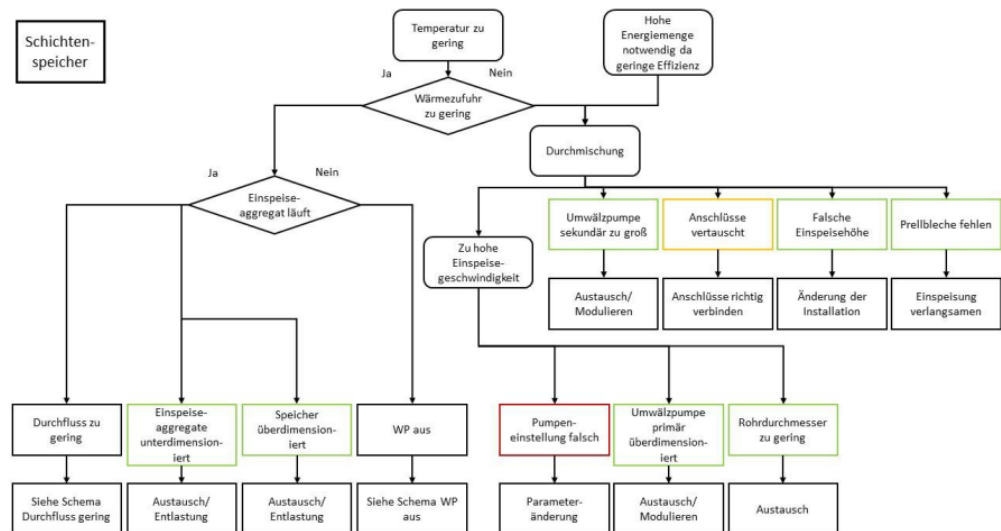 Schichten-
speicher
Temperatur zu
gering
Hohe
Energiemenge
notwendig da
geringe Effizienz
Ja
Nein
Wärmezufuhr
zu gering
Durchmischung
Ja
Nein
Einspeise-
aggregat läuft
Zu hohe
Einspeise-
geschwindigkeit
Umwälzpumpe
sekundär zu groß
Anschlüsse
vertauscht
Falsche
Einspeisehöhe
Prellbleche fehlen
Austausch/
Modulieren
Anschlüsse richtig
verbinden
Änderung der
Installation
Einspeisung
verlangsamen
Durchfluss zu
gering
Einspeise-
aggregate
unterdimension-
iert
Speicher
überdimension-
iert
WP aus
Pumpen-
einstellung falsch
Umwälzpumpe
primär
überdimension-
iert
Rohrdurchmesser
zu gering
Siehe Schema
Durchfluss gering
Austausch/
Entlastung
Austausch/
Entlastung
Siehe Schema WP
aus
Parameter-
änderung
Austausch/
Modulieren
Austausch